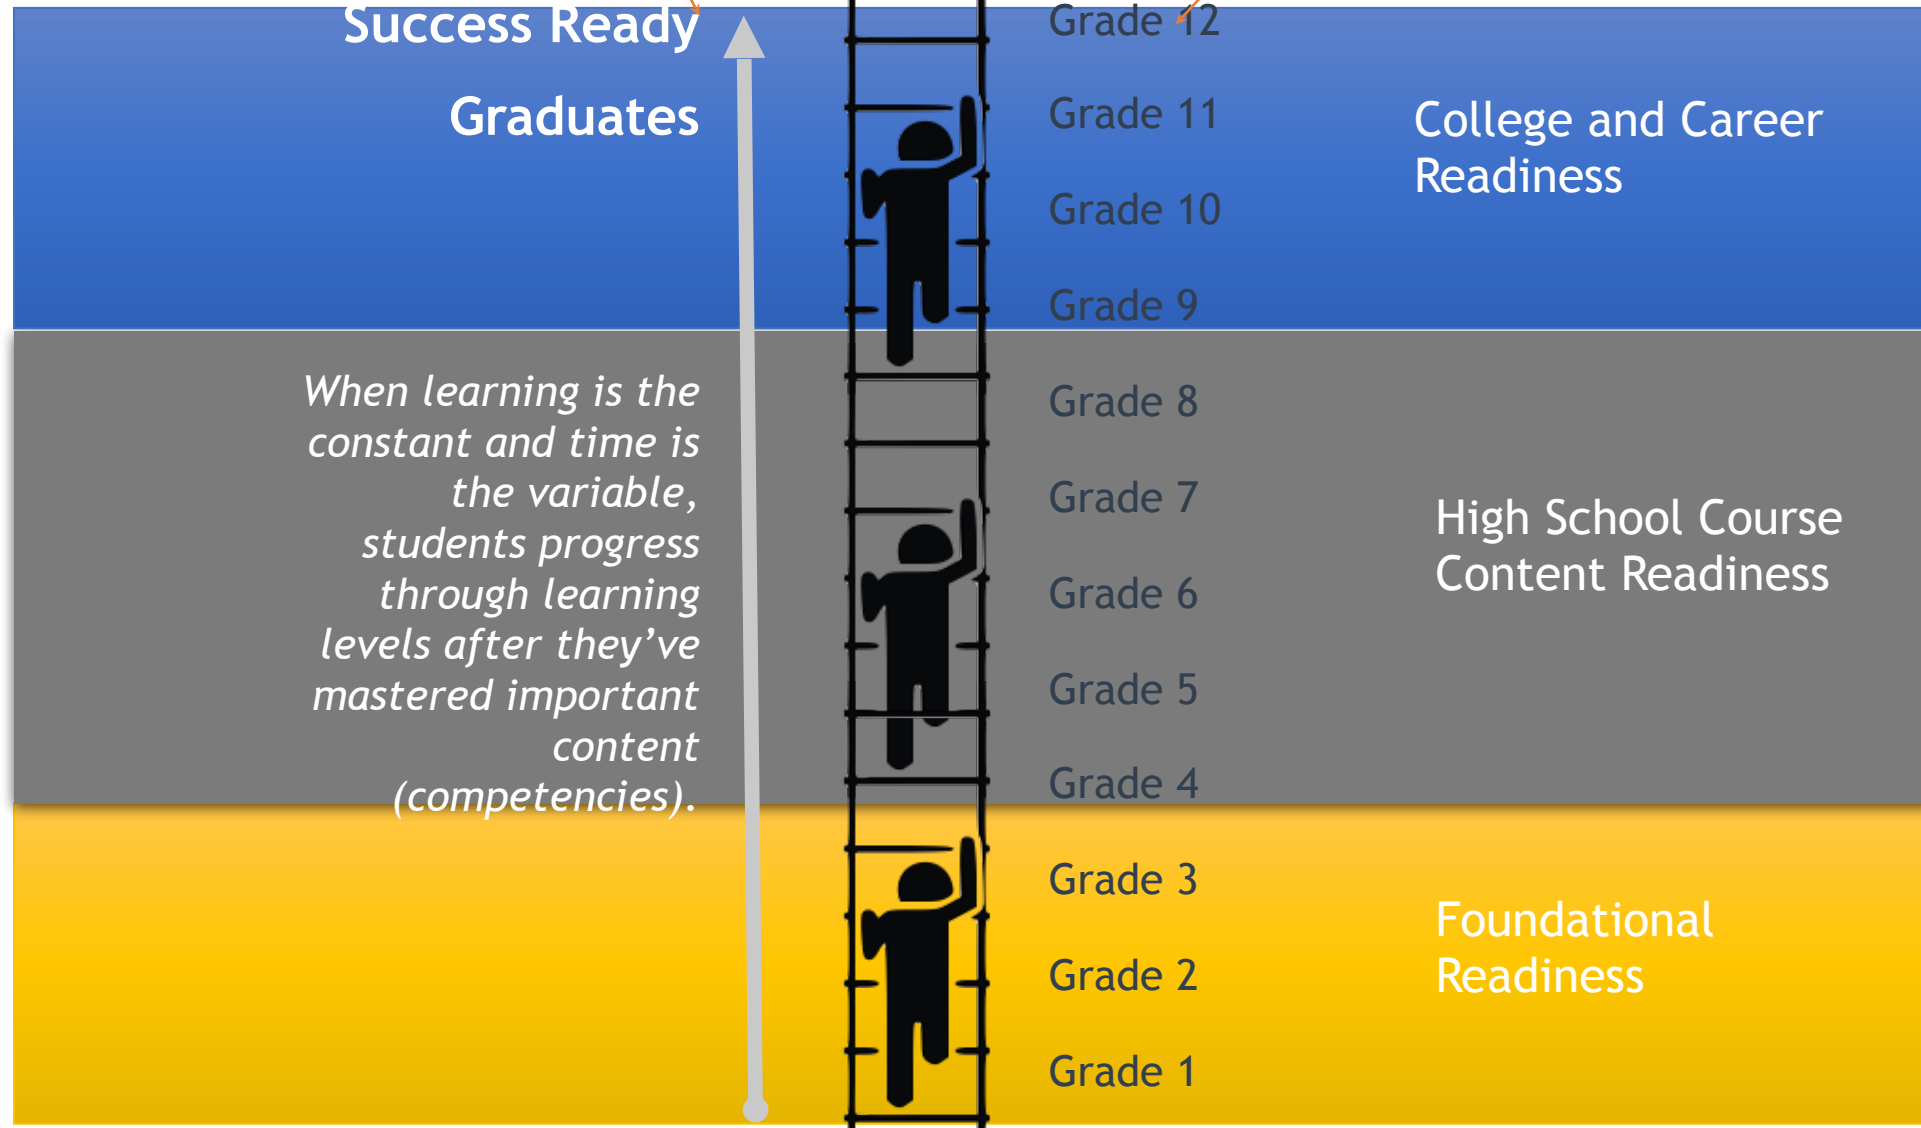 Success Ready
Graduates
When learning is the
constant and time is
the variable,
students progress
through learning
levels after they’ve
mastered important
content
(competencies).
Grade 12
Grade 11
Grade 10
Grade 9
Grade 8
Grade 7
Grade 6
Grade 5
Grade 4
Grade 3
Grade 2
Grade 1
College and Career
Readiness
High School Course
Content Readiness
Foundational
Readiness